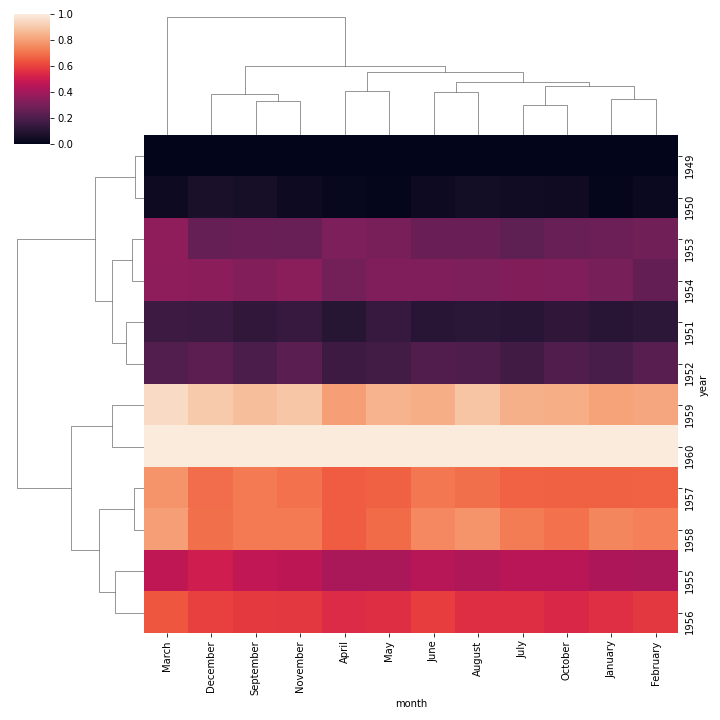 1.0
0.8
0.6
0.4
0.2
0.0
1949
1950
1953
1954
1951
1952
1959
1960
1957
1958
1955
1956
year
March
December
September
November
April
May
June
August
July
October
January
February
month